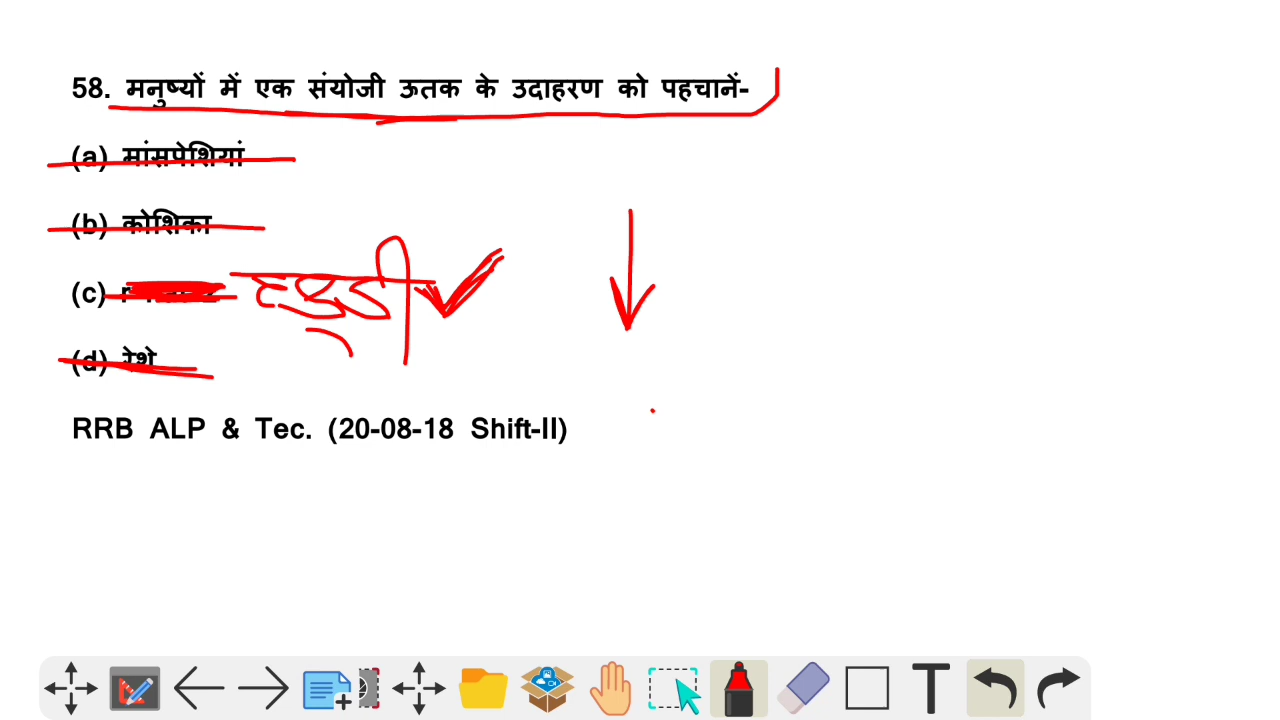 58. मनुष्यों में एक संयोजी ऊतक के उदाहरण को पहचानें-
(a) मांसपेशियां
(b) कोशिका
(c) हड्डी
(d) रेशे
RRB ALP & Tec. (20-08-18 Shift-II)
T